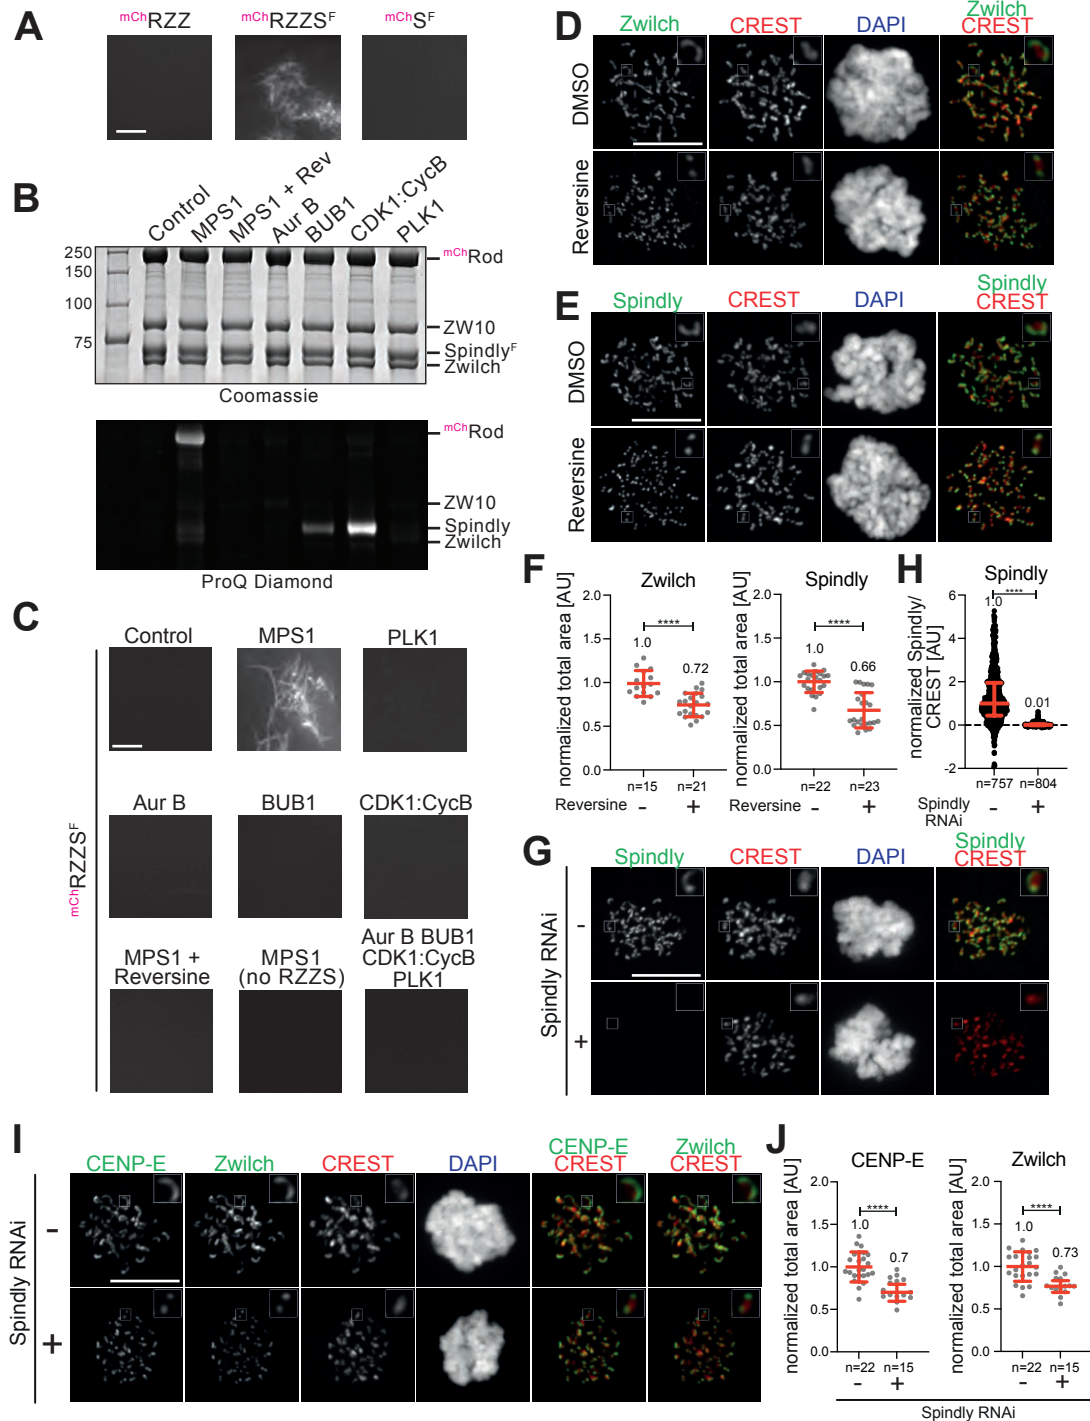 A
mChRZZ
mChRZZSF
mChSF
B
Control
MPS1
MPS1 + Rev
Aur B
BUB1
CDK1:CycB
PLK1
250
150
100
75
mChRod
ZW10
SpindlyF
Zwilch
Coomassie
mChRod
ZW10
Spindly
Zwilch
ProQ Diamond
C
mChRZZSF
Control
MPS1
PLK1
Aur B
BUB1
CDK1:CycB
MPS1 +
Reversine
MPS1
(no RZZS)
Aur B BUB1
CDK1:CycB
PLK1
D
Zwilch
CREST
DAPI
Zwilch
CREST
DMSO
Reversine
E
Spindly
CREST
DAPI
Spindly
CREST
DMSO
Reversine
F
Zwilch
normalized total area [AU]
2.0
1.5
1.0
0.5
0.0
****
1.0
0.72
n=15
n=21
Reversine
-
+
Spindly
normalized total area [AU]
2.0
1.5
1.0
0.5
0.0
****
1.0
0.66
n=22
n=23
Reversine
-
+
H
Spindly
normalized Spindly/
CREST [AU]
6
4
2
0
-2
1.0
****
0.01
n=757
n=804
Spindly
RNAi
-
+
G
Spindly
CREST
DAPI
Spindly
CREST
Spindly RNAi
-
+
I
CENP-E
Zwilch
CREST
DAPI
CENP-E
CREST
Zwilch
CREST
Spindly RNAi
-
+
J
CENP-E
normalized total area [AU]
2.0
1.5
1.0
0.5
0.0
****
1.0
0.7
n=22
n=15
-
+
Zwilch
normalized total area [AU]
2.0
1.5
1.0
0.5
0.0
****
1.0
0.73
n=22
n=15
-
+
Spindly RNAi